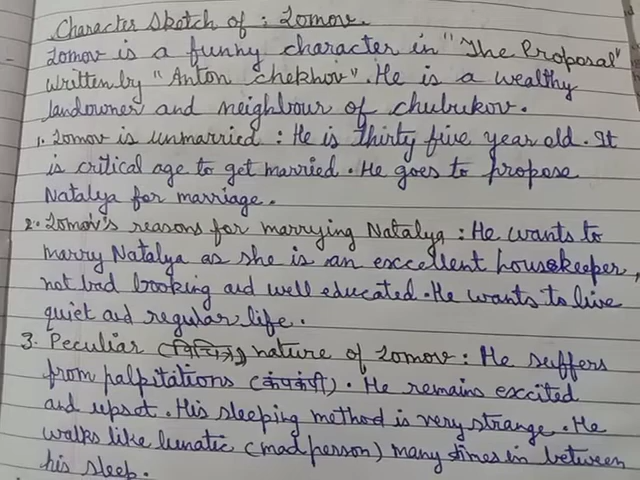 Character Sketch of : Lomov.
Lomov is a funny character in "The Proposal"
written by "Anton Chekhov". He is a wealthy
landowner and neighbour of chubukov.
1. Lomov is unmarried : He is Thirty five year old. It
is critical age to get married. He goes to propose
Natalya for marriage.
2. Lomov's reasons for marrying Natalya : He wants to
marry Natalya as she is an excellent housekeeper,
not bad looking and well educated. He wants to live
quiet and regular life.
3. Peculiar (विचित्र) nature of Lomov : He suffers
from palpitations (कंपकंपी). He remains excited
and upset. His sleeping method is very strange. He
walks like lunatic (mad person) many times in between
his sleep.